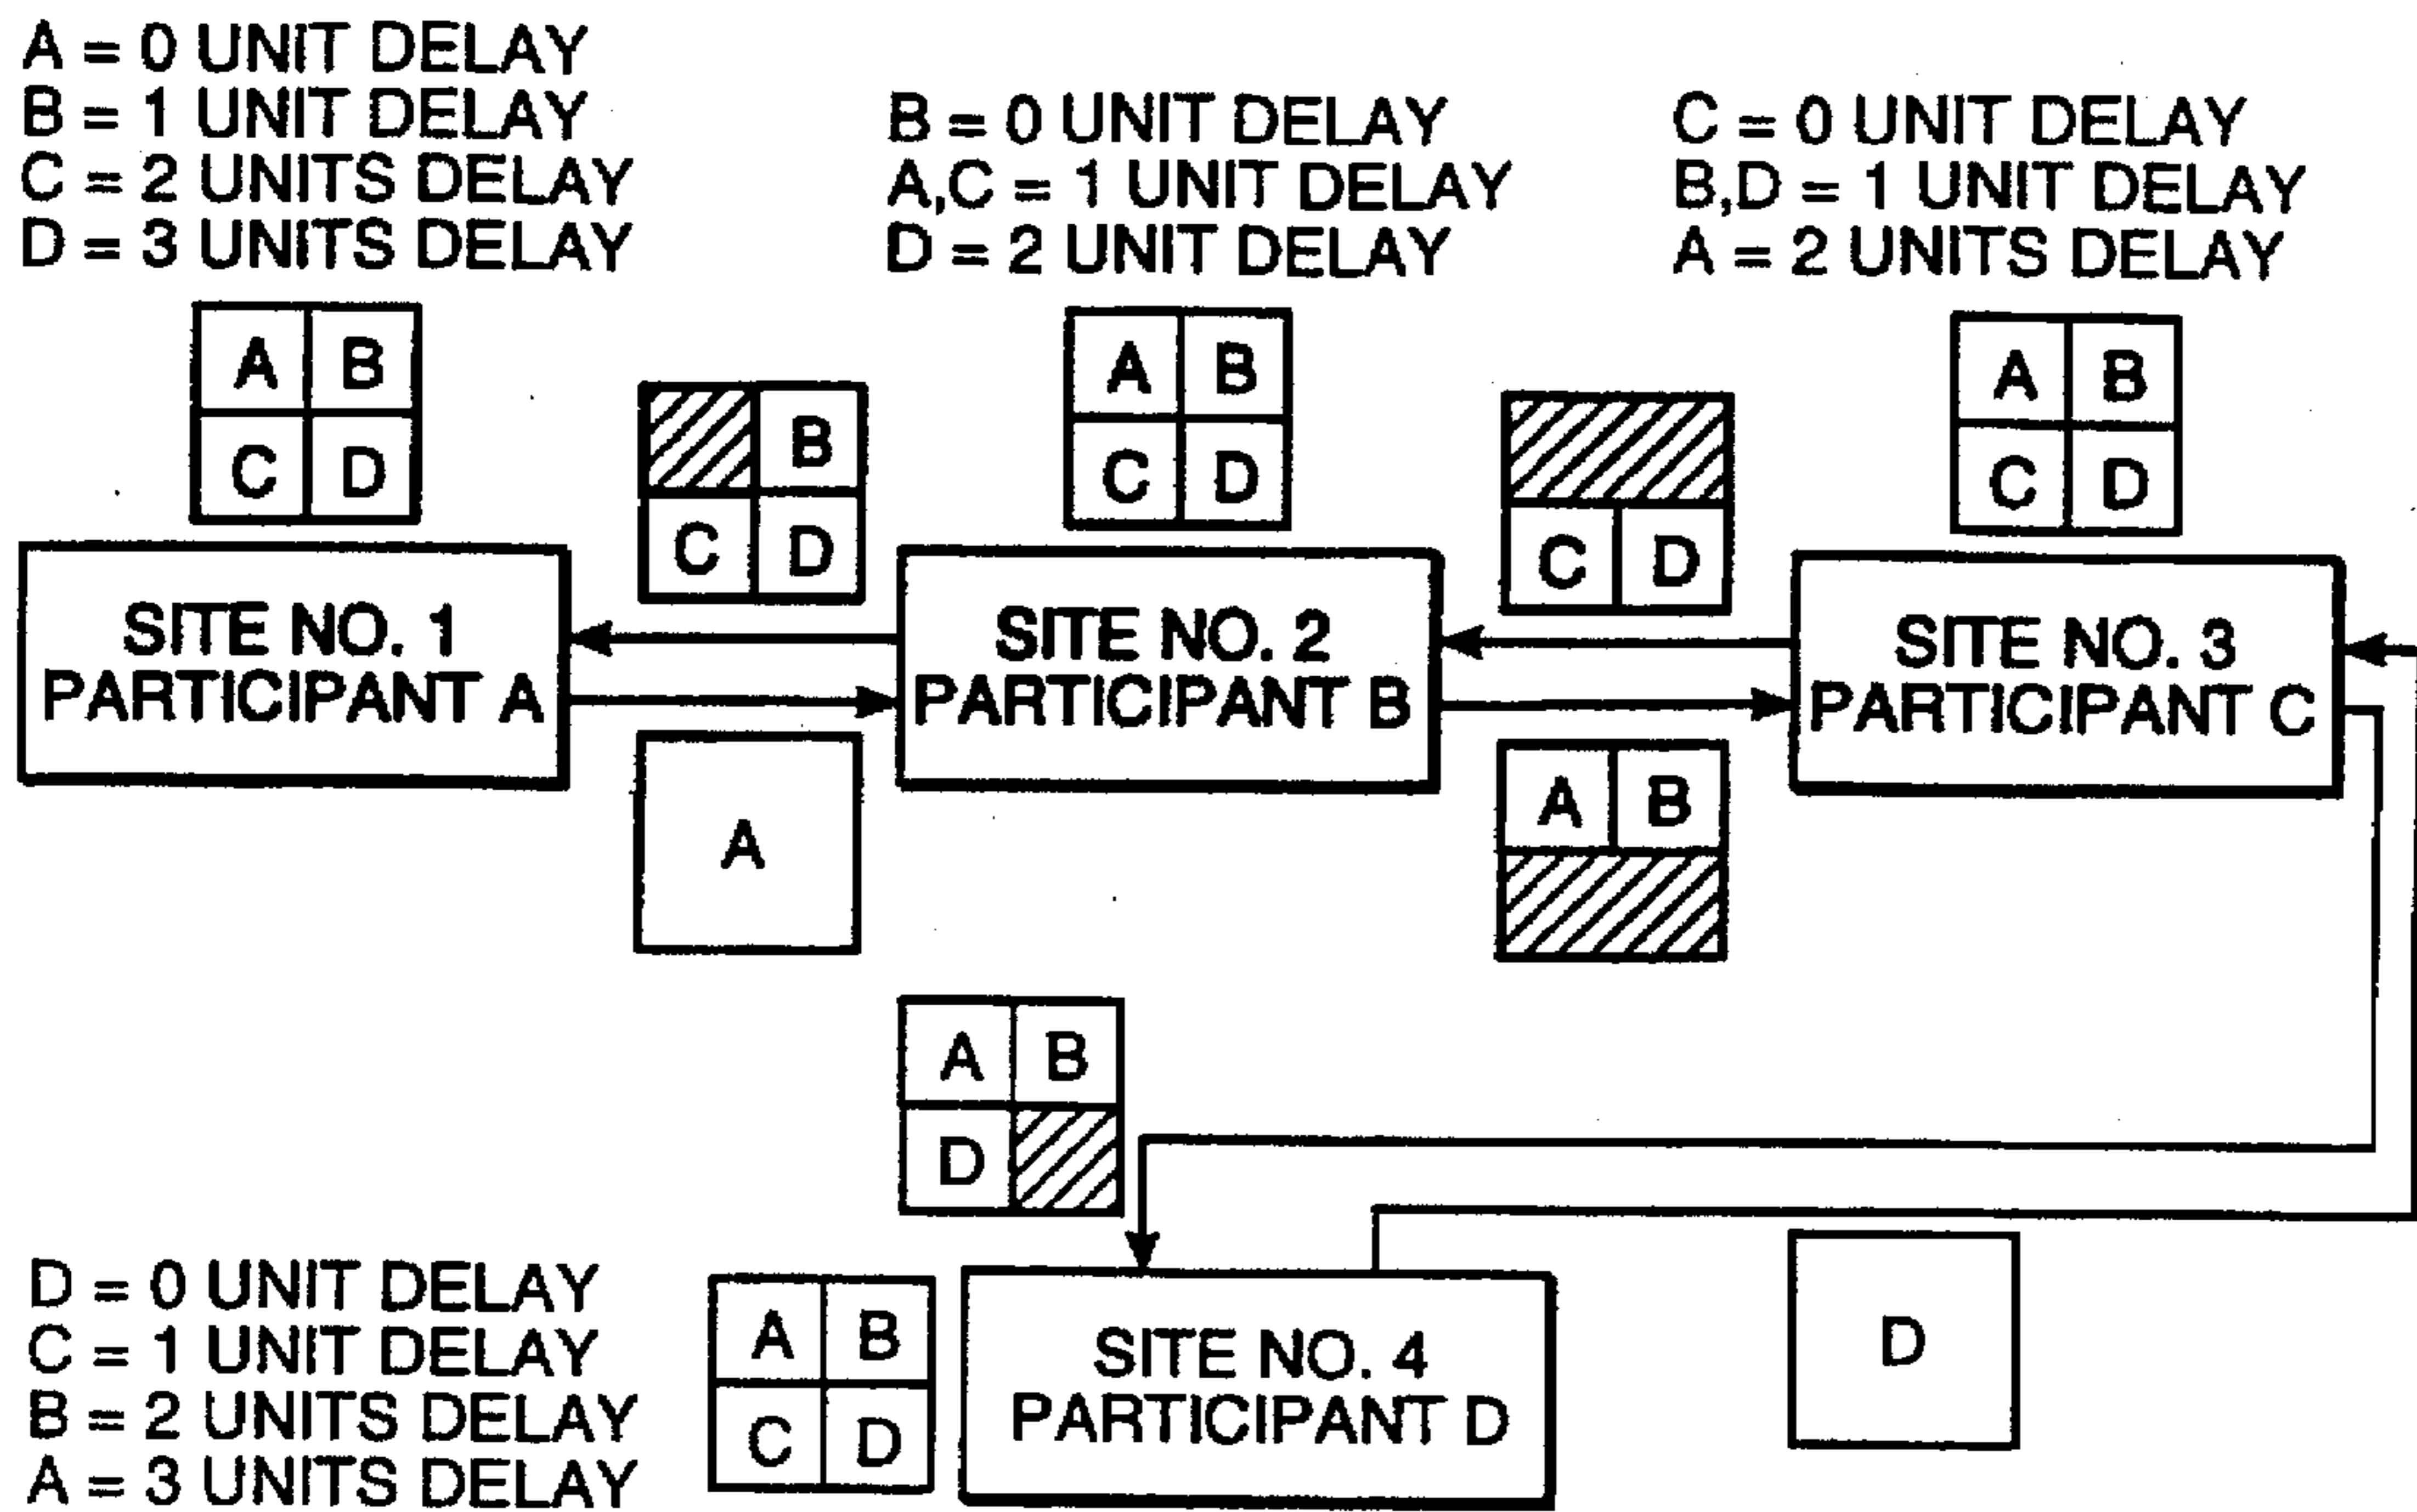 A = 0 UNIT DELAY
B = 1 UNIT DELAY
C = 2 UNITS DELAY
D = 3 UNITS DELAY
B = 0 UNIT DELAY
A,C = 1 UNIT DELAY
D = 2 UNIT DELAY
C = 0 UNIT DELAY
B,D = 1 UNIT DELAY
A = 2 UNITS DELAY
A B
C D
B
C D
A B
C D
C D
A B
C D
SITE NO. 1
PARTICIPANT A
SITE NO. 2
PARTICIPANT B
SITE NO. 3
PARTICIPANT C
A
A B
A B
D
D = 0 UNIT DELAY
C = 1 UNIT DELAY
B = 2 UNITS DELAY
A = 3 UNITS DELAY
A B
C D
SITE NO. 4
PARTICIPANT D
D